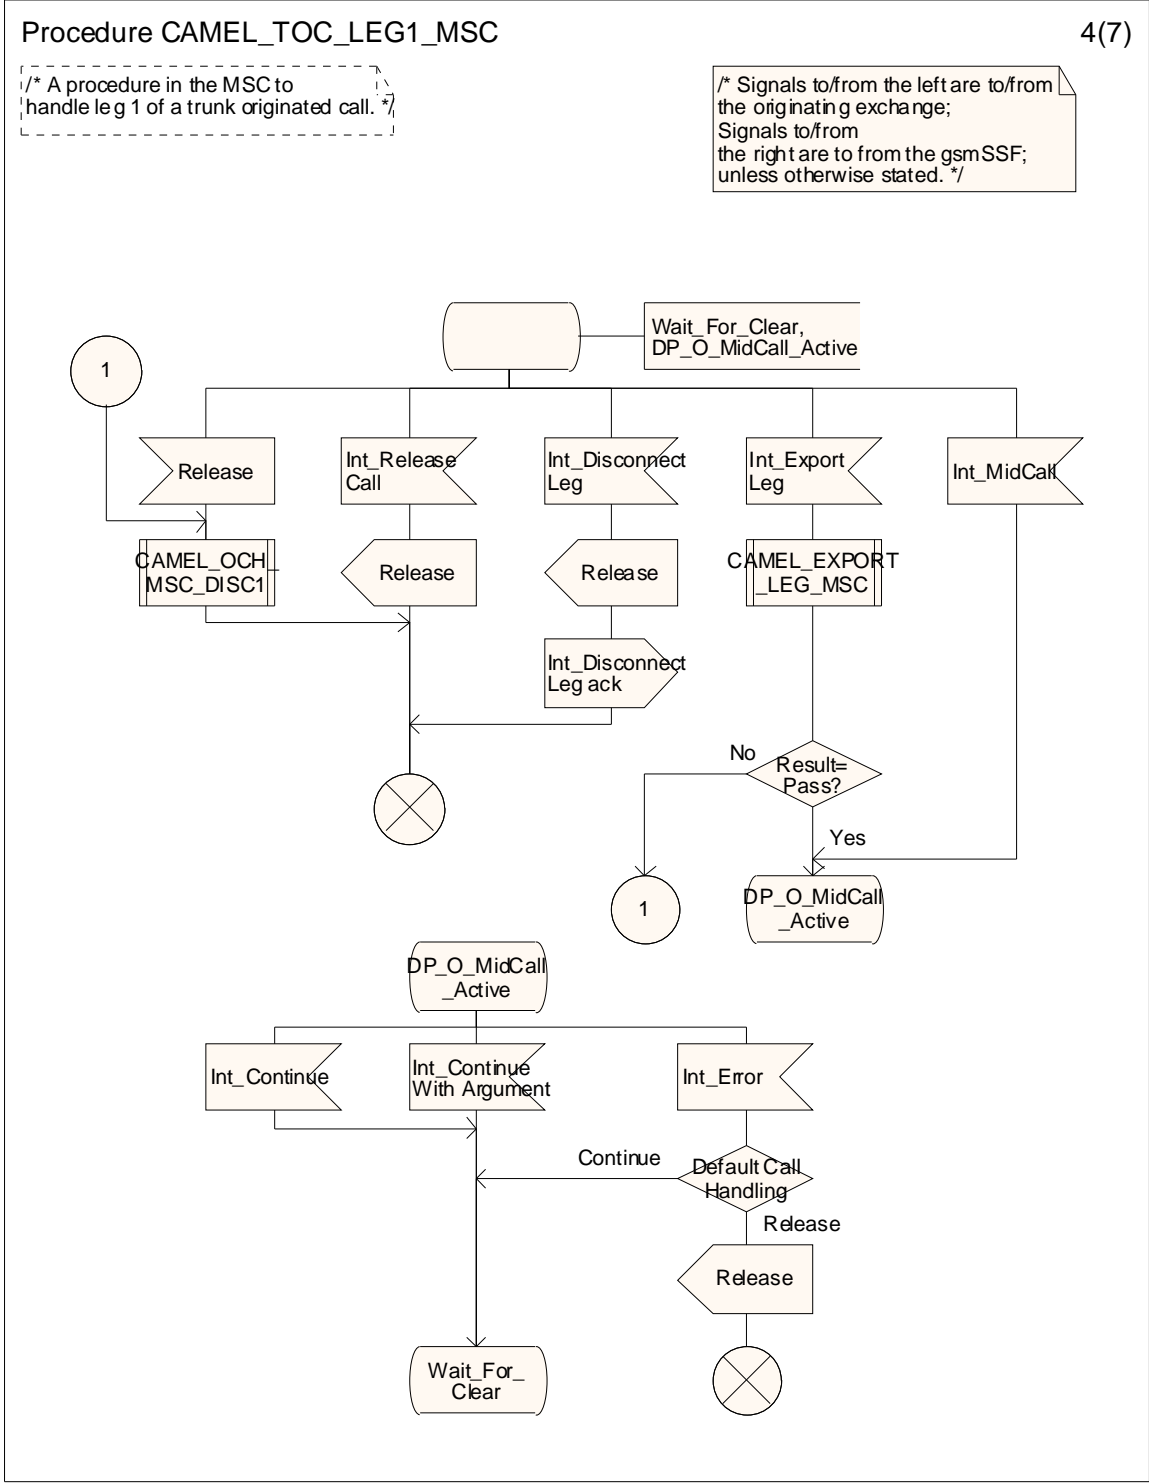 Procedure CAMEL_TOC_LEG1_MSC
4(7)
/* A procedure in the MSC to
handle leg 1 of a trunk originated call. */
/* Signals to/from the left are to/from
the originating exchange;
Signals to/from
the right are to from the gsmSSF;
unless otherwise stated. */
Wait_For_Clear,
DP_O_MidCall_Active
1
Release
Int_Release
Call
Int_Disconnect
Leg
Int_Export
Leg
Int_MidCall
CAMEL_OCH_
MSC_DISC1
Release
Release
CAMEL_EXPORT
_LEG_MSC
Int_Disconnect
Leg ack
No
Result=
Pass?
Yes
1
DP_O_MidCall
_Active
DP_O_MidCall
_Active
Int_Continue
Int_Continue
With Argument
Int_Error
Continue
Default Call
Handling
Release
Release
Wait_For_
Clear